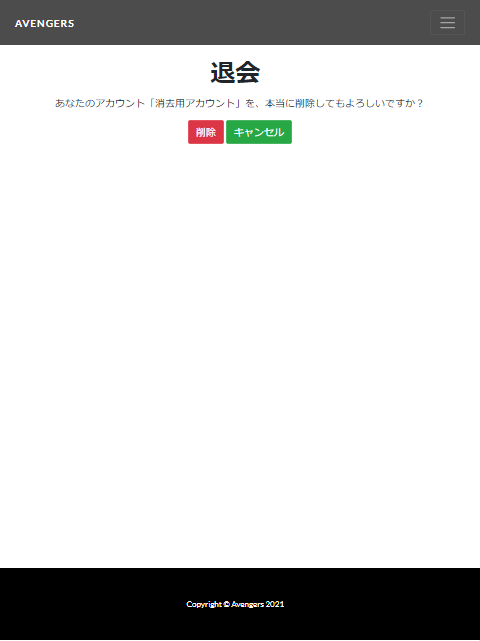 AVENGERS
退会
あなたのアカウント「消去用アカウント」を、本当に削除してもよろしいですか？
削除 キャンセル
Copyright © Avengers 2021